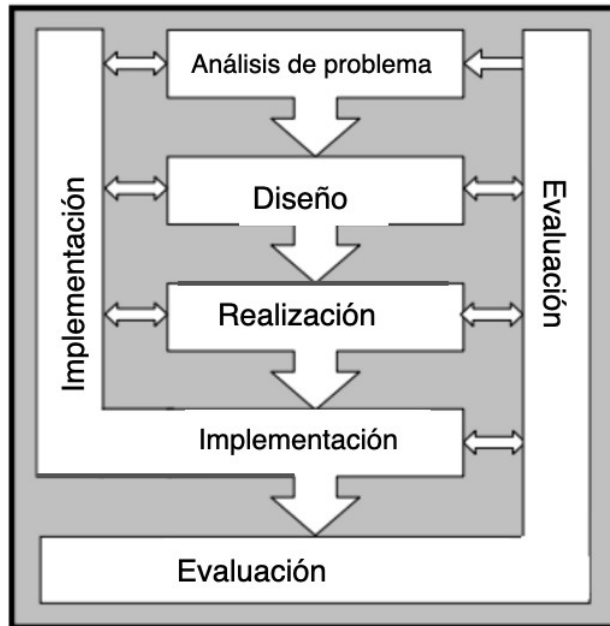 Análisis de problema
Diseño
Realización
Implementación
Evaluación
Implementación
Evaluación